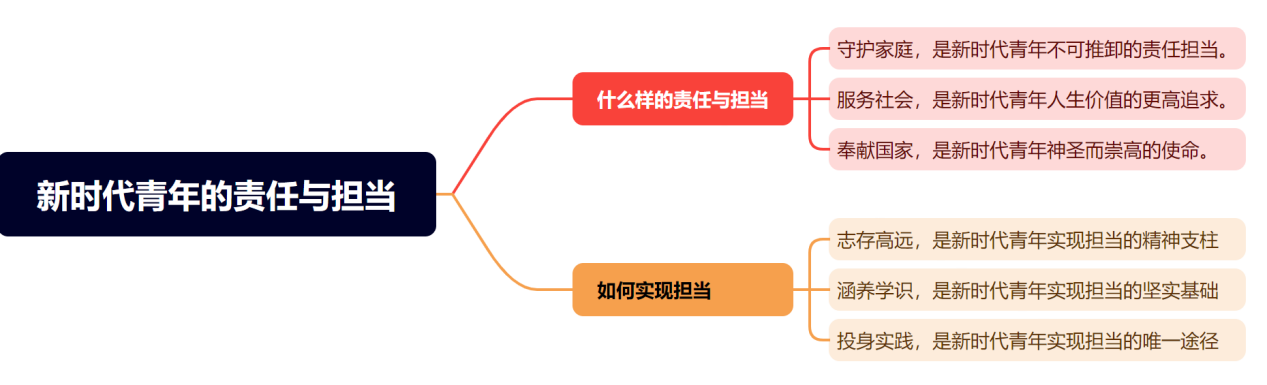 新时代青年的责任与担当
什么样的责任与担当
守护家庭，是新时代青年不可推卸的责任担当。
服务社会，是新时代青年人生价值的更高追求。
奉献国家，是新时代青年神圣而崇高的使命。
如何实现担当
志存高远，是新时代青年实现担当的精神支柱
涵养学识，是新时代青年实现担当的坚实基础
投身实践，是新时代青年实现担当的唯一途径